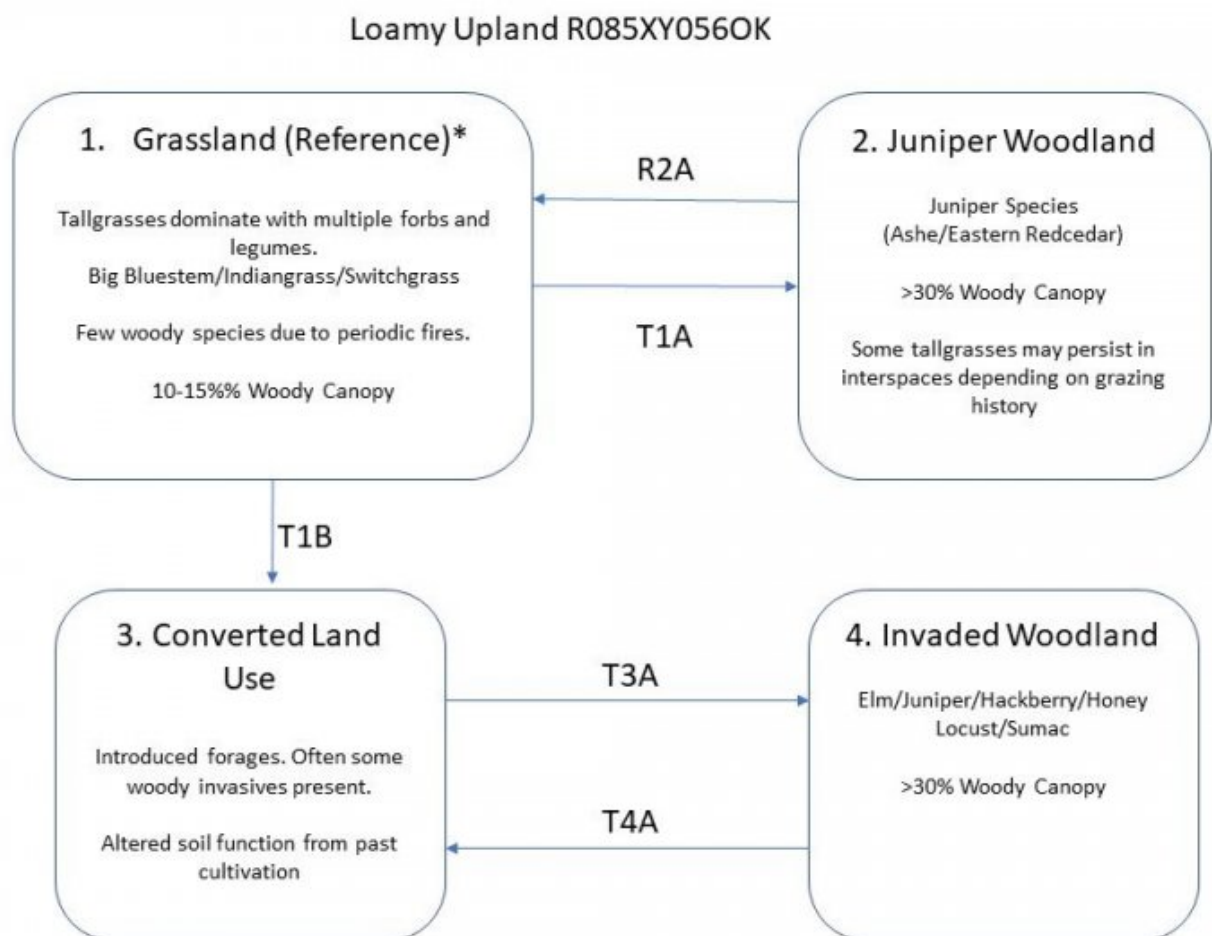 Loamy Upland R085XY056OK
1. Grassland (Reference)*
Tallgrasses dominate with multiple forbs and
legumes.
Big Bluestem/Indiangrass/Switchgrass
Few woody species due to periodic fires.
10-15%% Woody Canopy
R2A
T1A
2. Juniper Woodland
Juniper Species
(Ashe/Eastern Redcedar)
>30% Woody Canopy
Some tallgrasses may persist in
interspaces depending on grazing
history
T1B
3. Converted Land
Use
Introduced forages. Often some
woody invasives present.
Altered soil function from past
cultivation
T3A
T4A
4. Invaded Woodland
Elm/Juniper/Hackberry/Honey
Locust/Sumac
>30% Woody Canopy